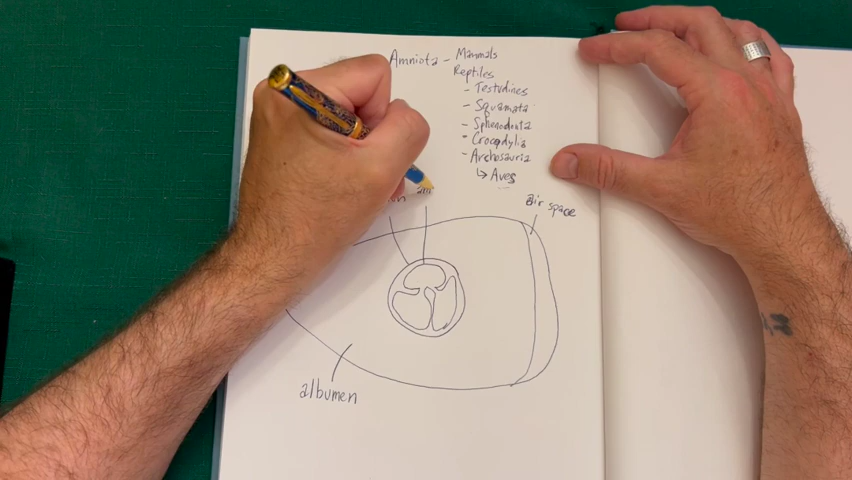 Amniota - Mammals
Reptiles
- Testudines
- Squamata
- Sphenodonta
- Crocodylia
- Archosauria
↳ Aves
air space
albumen